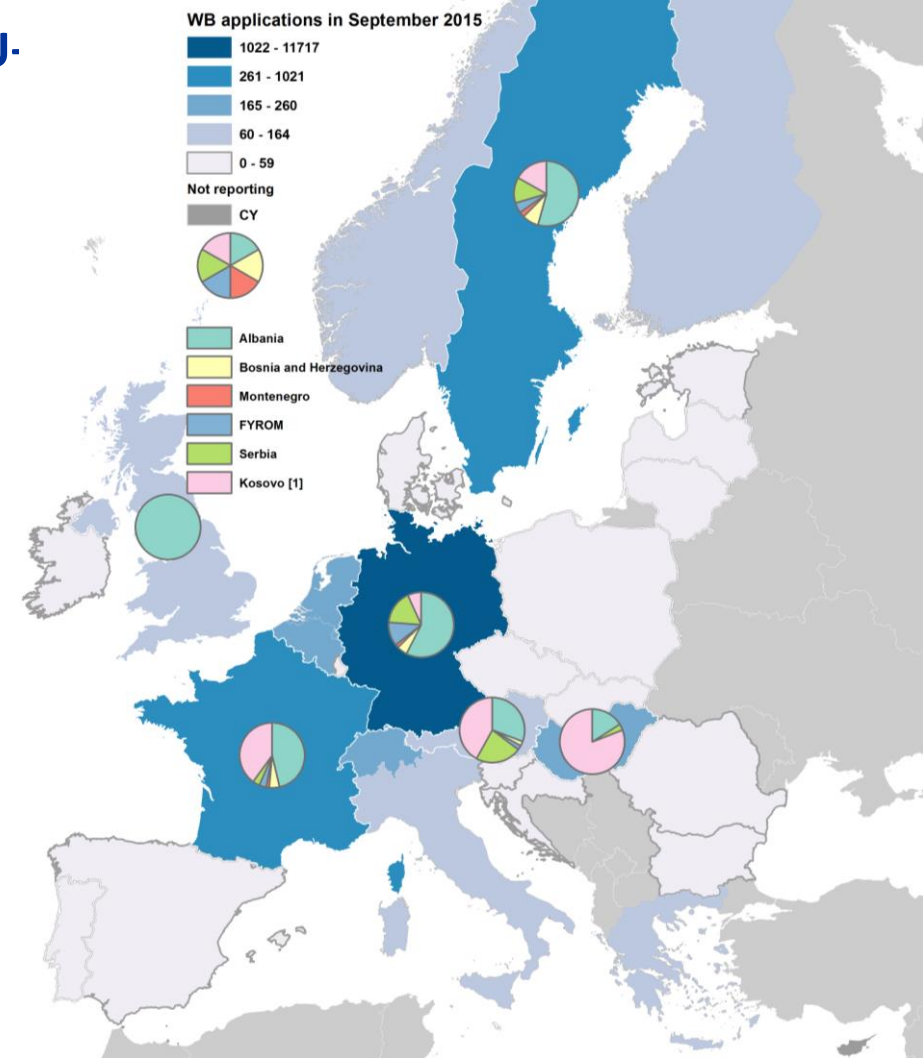 WB applications in September 2015
1022 - 11717
261 - 1021
165 - 260
60 - 164
0 - 59
Not reporting
CY
Albania
Bosnia and Herzegovina
Montenegro
FYROM
Serbia
Kosovo [1]